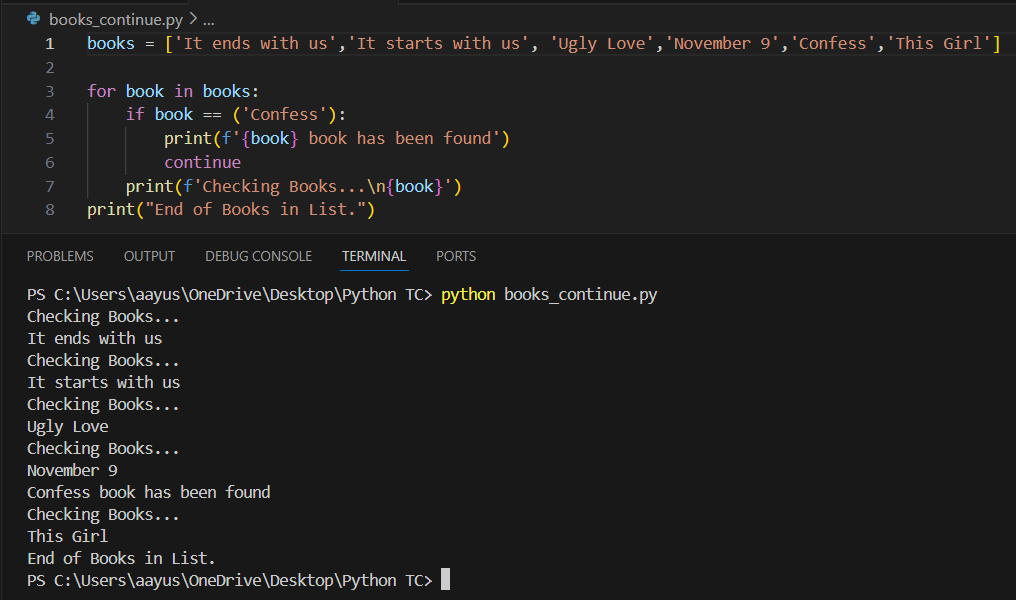 books_continue.py > ...
1 books = ['It ends with us','It starts with us', 'Ugly Love','November 9','Confess','This Girl']
2
3 for book in books:
4     if book == ('Confess'):
5         print(f'{book} book has been found')
6         continue
7     print(f'Checking Books...\n{book}')
8 print("End of Books in List.")
PROBLEMS OUTPUT DEBUG CONSOLE TERMINAL PORTS
PS C:\Users\aayus\OneDrive\Desktop\Python TC> python books_continue.py
Checking Books...
It ends with us
Checking Books...
It starts with us
Checking Books...
Ugly Love
Checking Books...
November 9
Confess book has been found
Checking Books...
This Girl
End of Books in List.
PS C:\Users\aayus\OneDrive\Desktop\Python TC>